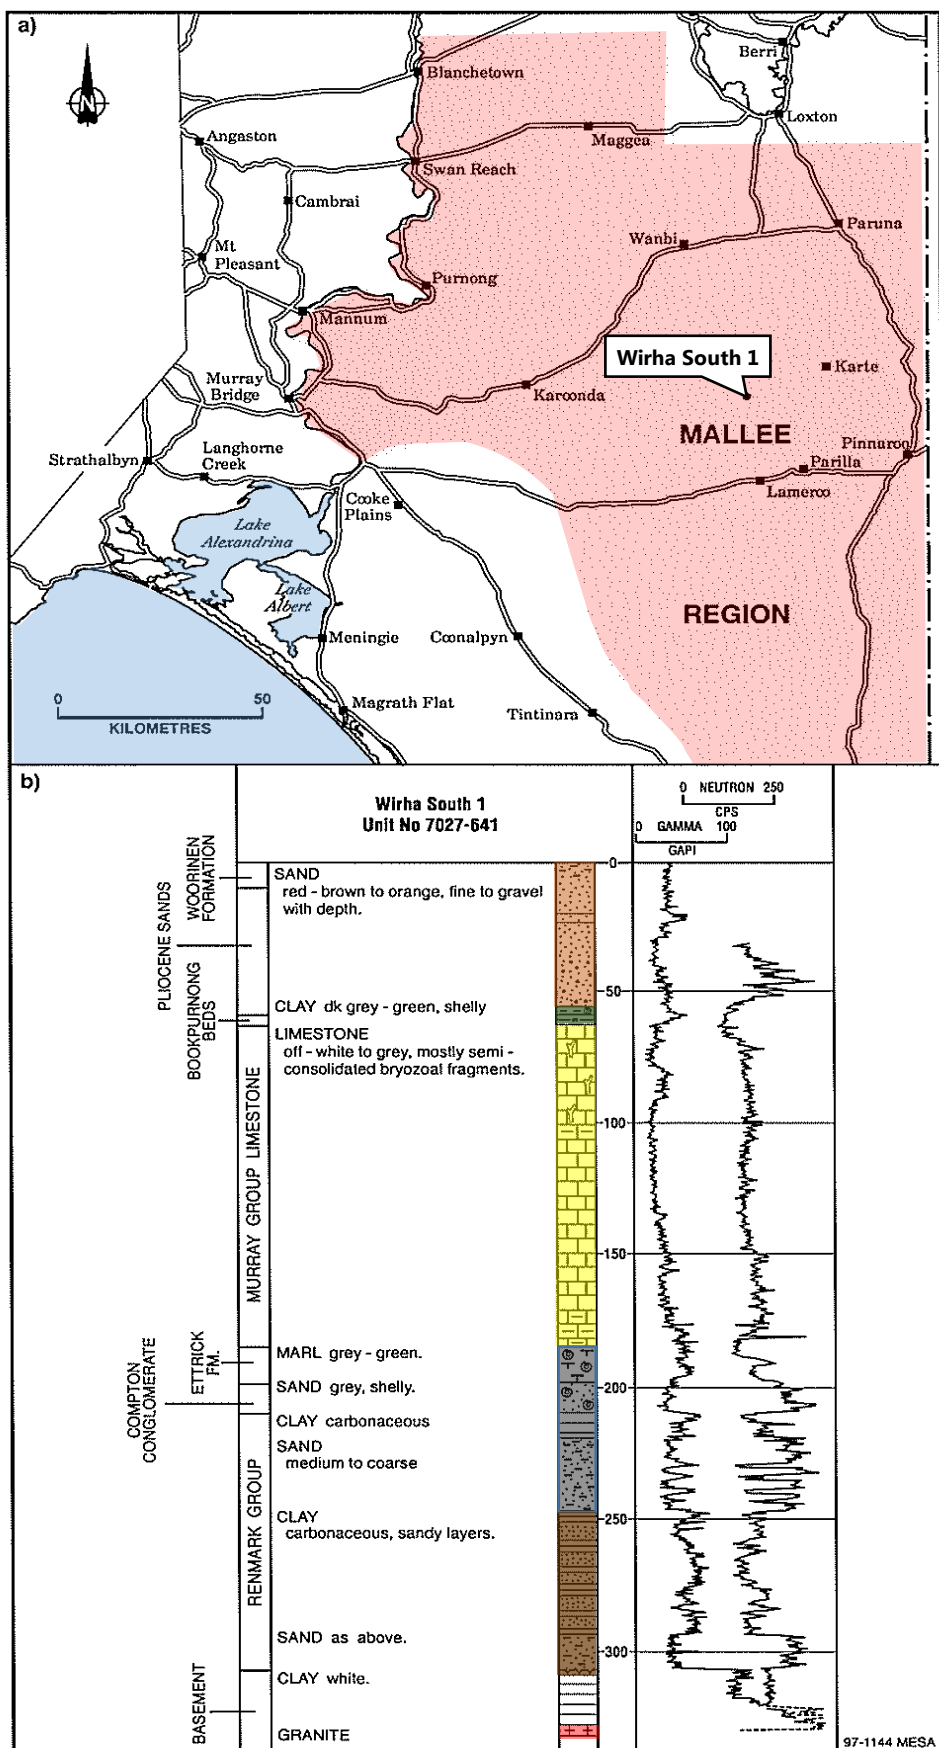 a)
N
Blanchetown
Berri
Loxton
Angaston
Maggea
Swan Reach
Cambrai
Paruna
Wanbi
Mt
Pleasant
Purnong
Mannum
Wirha South 1
Karte
Murray
Bridge
Karoonda
MALLEE
Pinnaroo
Strathalbyn
Langhorne
Creek
Parilla
Lameroo
Cooke
Plains
Lake
Alexandrina
Lake
Albert
REGION
Meningie
Coonalpyn
Magrath Flat
Tintinara
0 50
KILOMETRES
b)
Wirha South 1
Unit No 7027-641
0 NEUTRON 250
CPS
0 GAMMA 100
GAPI
WOORINEN
FORMATION
PLIOCENE SANDS
BOOKPURNONG
BEDS
MURRAY GROUP LIMESTONE
ETTRICK
FM.
COMPTON
CONGLOMERATE
RENMARK GROUP
BASEMENT
SAND
red - brown to orange, fine to gravel
with depth.
CLAY dk grey - green, shelly
LIMESTONE
off - white to grey, mostly semi -
consolidated bryozoal fragments.
MARL grey - green.
SAND grey, shelly.
CLAY carbonaceous
SAND
medium to coarse
CLAY
carbonaceous, sandy layers.
SAND as above.
CLAY white.
GRANITE
0
50
100
150
200
250
300
97-1144 MESA